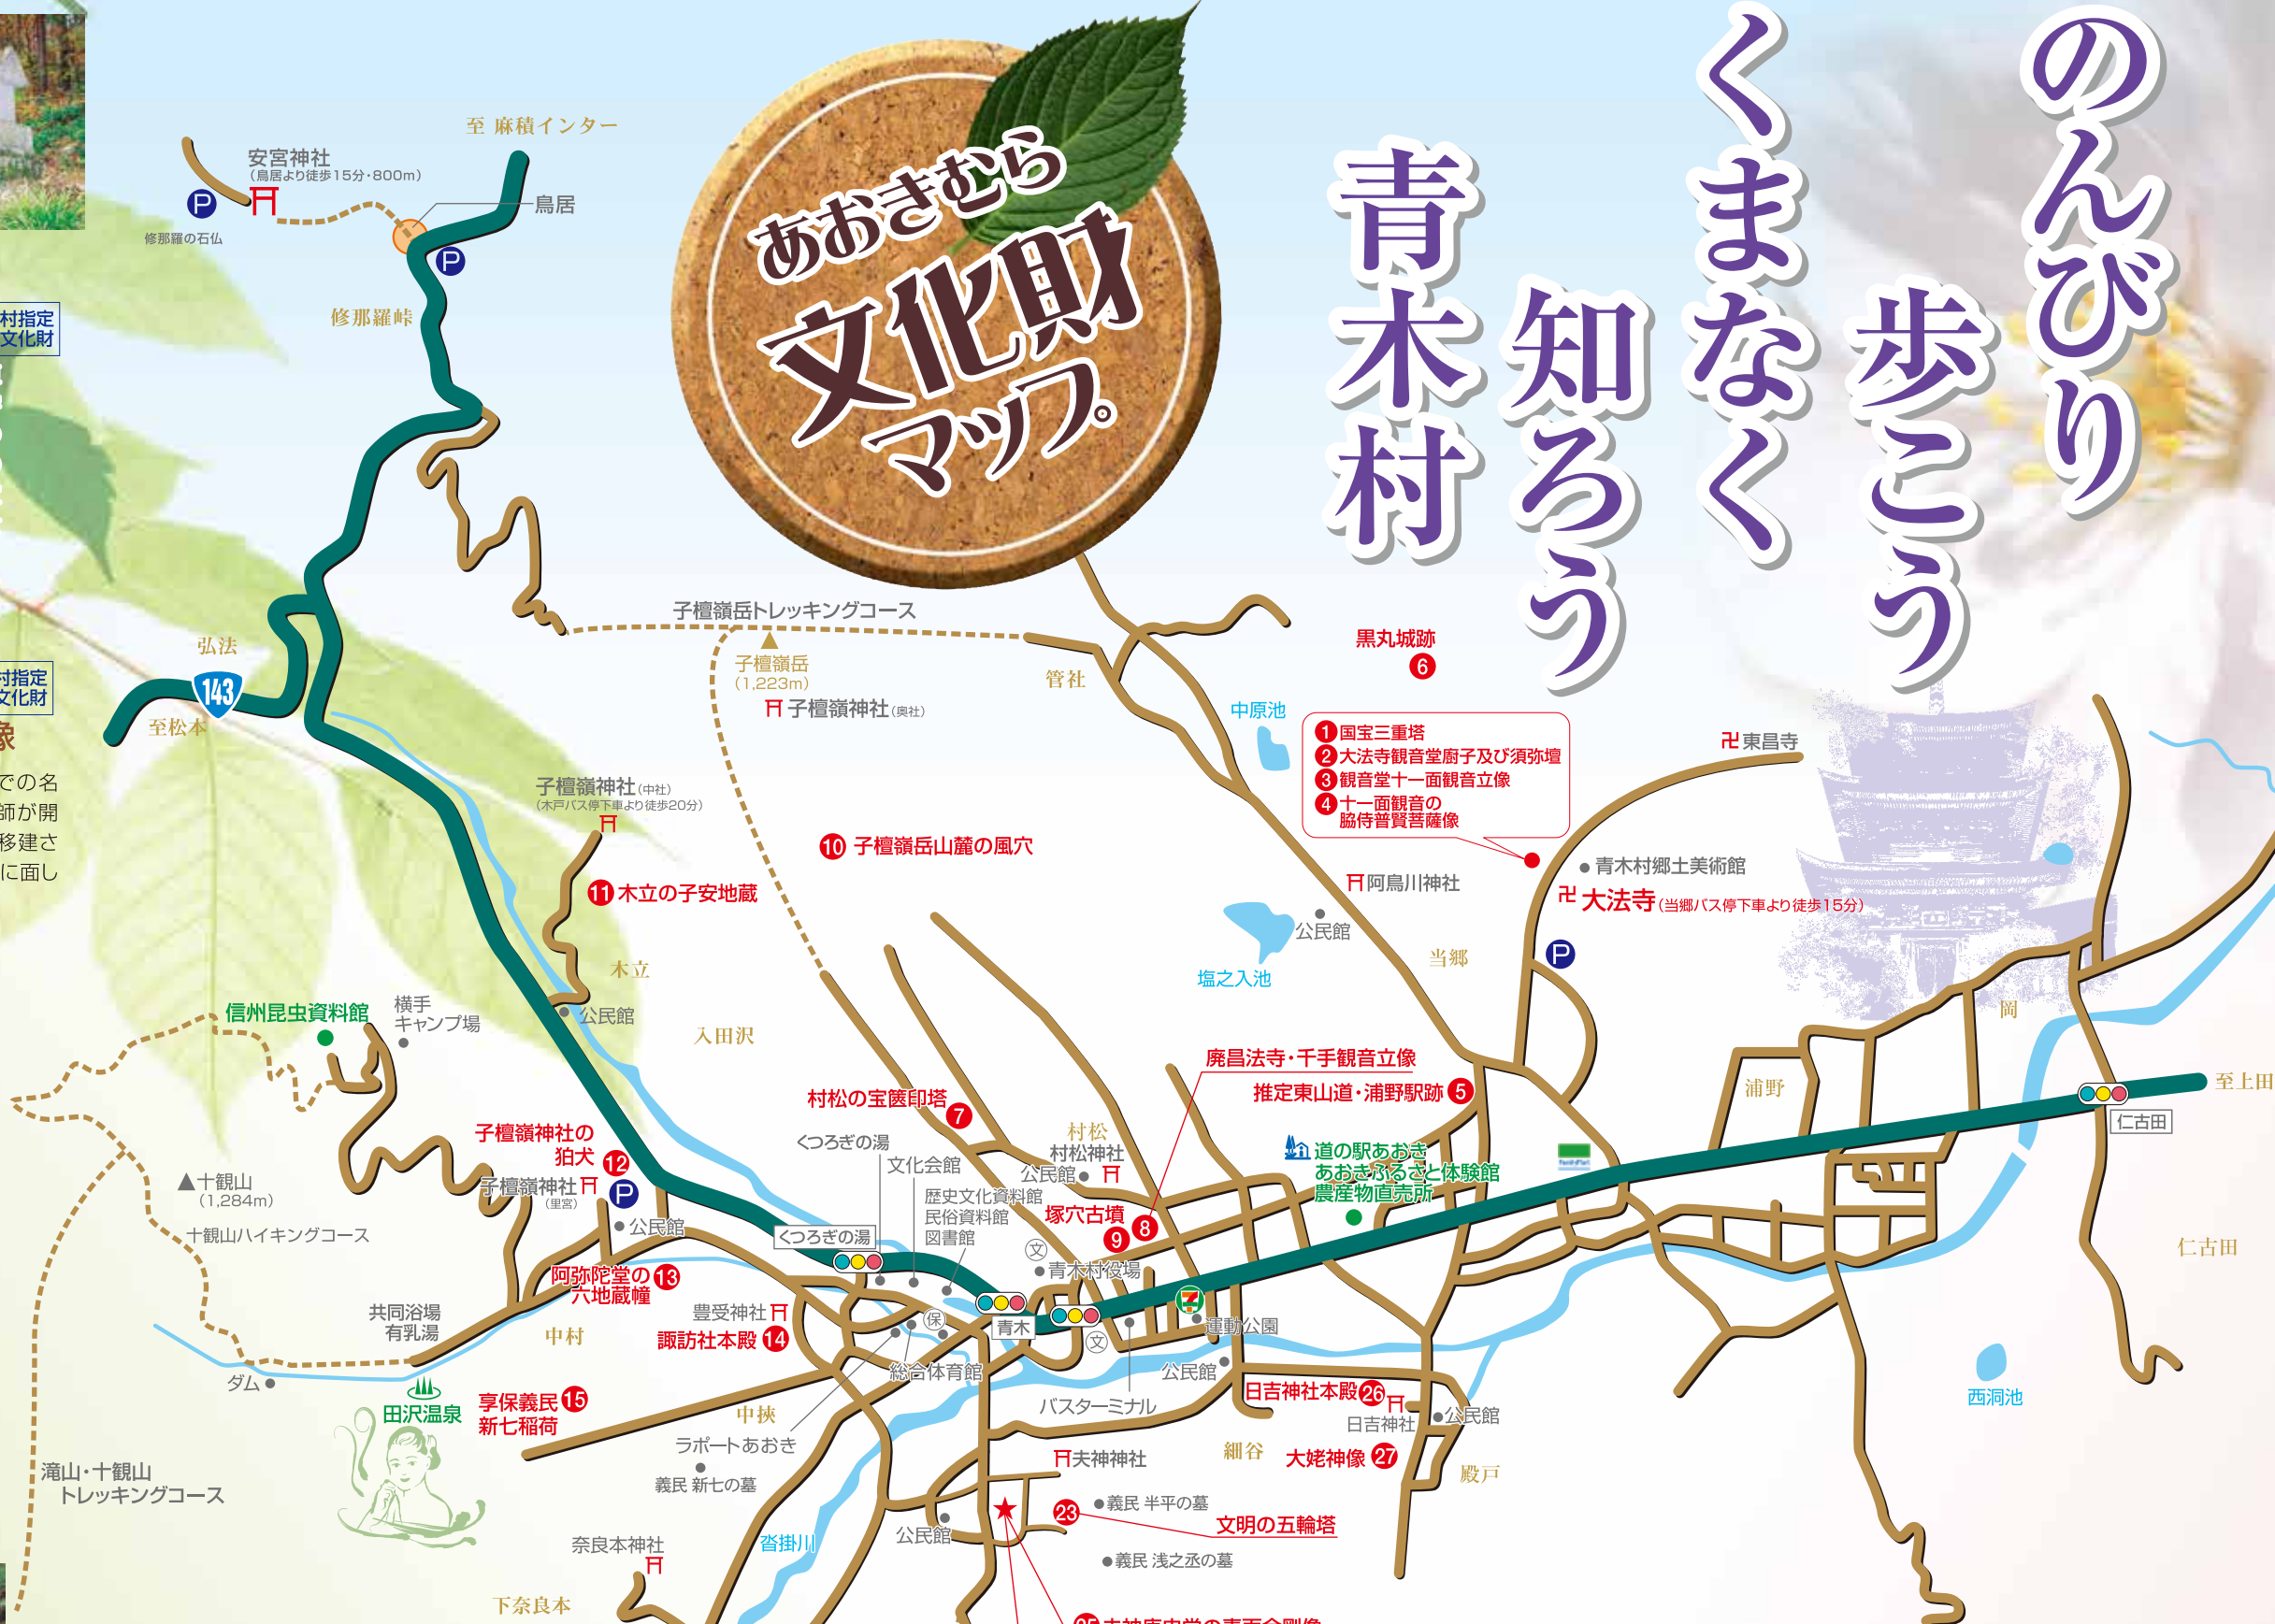 のんびり
歩こう
くまなく
知ろう
青木村
あおきむら
文化財
マップ
至 麻積インター
安宮神社
(鳥居より徒歩15分・800m)
P
修那羅の石仏
鳥居
P
修那羅峠
村指定
文化財
弘法
143
至松本
村指定
文化財
像
での名
師が開
移建さ
に面し
子檀嶺岳トレッキングコース
子檀嶺岳
(1,223m)
子檀嶺神社(奥社)
管社
黒丸城跡
6
中原池
1 国宝三重塔
2 大法寺観音堂廚子及び須弥壇
3 観音堂十一面観音立像
4 十一面観音の
脇侍普賢菩薩像
卍 東昌寺
子檀嶺神社(中社)
(木戸バス停下車より徒歩20分)
10 子檀嶺岳山麓の風穴
11 木立の子安地蔵
木立
公民館
阿鳥川神社
公民館
塩之入池
当郷
青木村郷土美術館
卍 大法寺(当郷バス停下車より徒歩15分)
P
岡
信州昆虫資料館
横手
キャンプ場
入田沢
廃昌法寺・千手観音立像
推定東山道・浦野駅跡 5
浦野
至上田
仁古田
村松の宝篋印塔
7
村松
村松神社
公民館
子檀嶺神社の
狛犬 12
子檀嶺神社
(里宮)
P
公民館
くつろぎの湯
文化会館
歴史文化資料館
民俗資料館
図書館
塚穴古墳
9
8
道の駅あおき
あおきふるさと体験館
農産物直売所
FamilyMart
十観山
(1,284m)
十観山ハイキングコース
くつろぎの湯
文
青木村役場
仁古田
阿弥陀堂の 13
六地蔵幢
共同浴場
有乳湯
中村
豊受神社
諏訪社本殿 14
保
青木
文
7
運動公園
総合体育館
公民館
バスターミナル
ダム
田沢温泉
享保義民 15
新七稲荷
中挾
ラポートあおき
義民 新七の墓
日吉神社本殿 26
日吉神社
公民館
西洞池
夫神神社
細谷
大姥神像 27
殿戸
滝山・十観山
トレッキングコース
23
義民 半平の墓
文明の五輪塔
公民館
沓掛川
奈良本神社
義民 浅之丞の墓
下奈良本